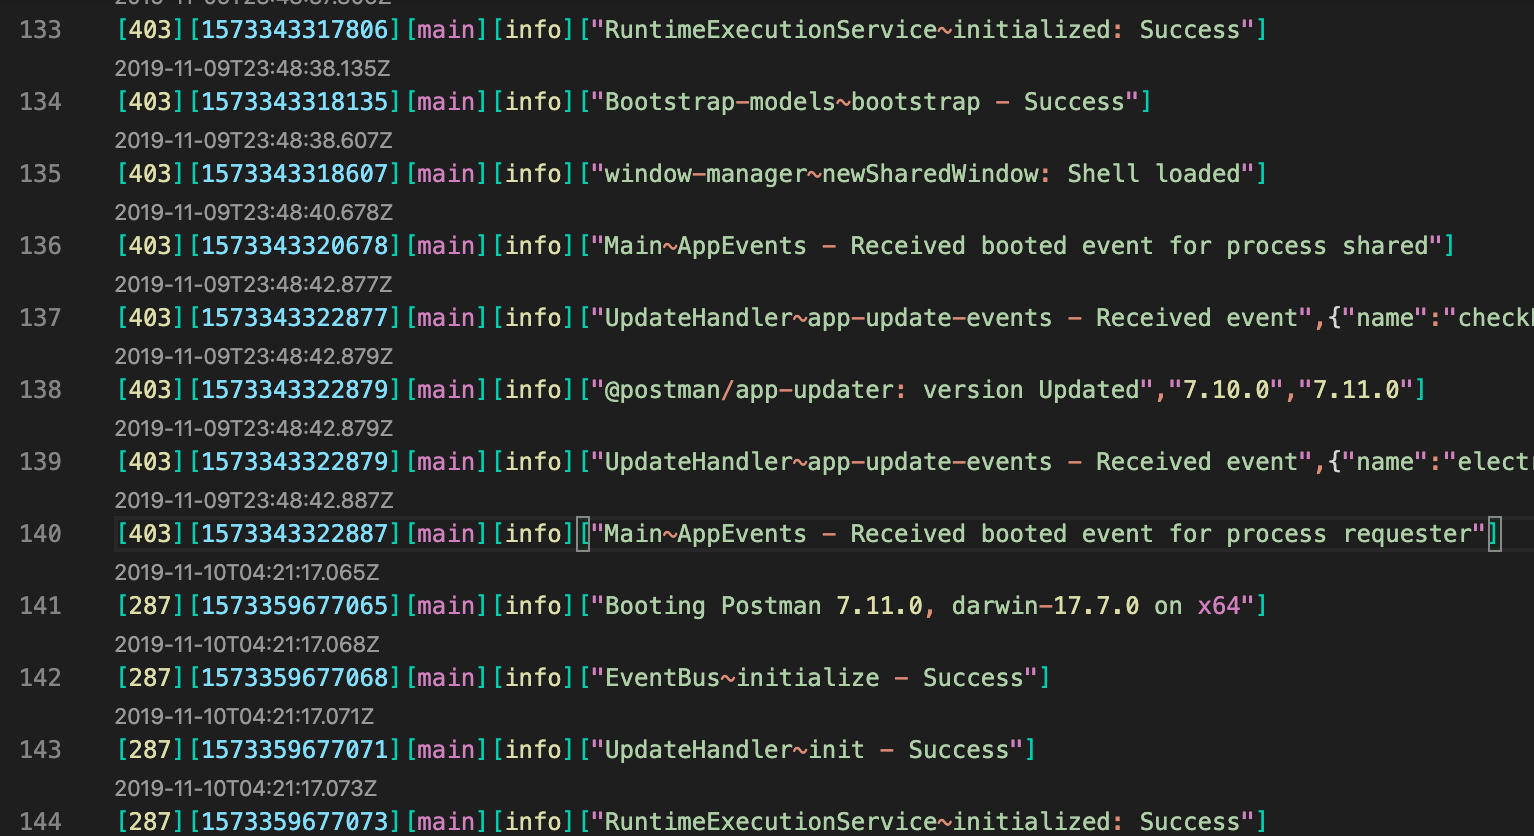 133 [403][1573343317806][main][info]["RuntimeExecutionService~initialized: Success"]
2019-11-09T23:48:38.135Z
134 [403][1573343318135][main][info]["Bootstrap-models~bootstrap - Success"]
2019-11-09T23:48:38.607Z
135 [403][1573343318607][main][info]["window-manager~newSharedWindow: Shell loaded"]
2019-11-09T23:48:40.678Z
136 [403][1573343320678][main][info]["Main~AppEvents - Received booted event for process shared"]
2019-11-09T23:48:42.877Z
137 [403][1573343322877][main][info]["UpdateHandler~app-update-events - Received event",{"name":"check
2019-11-09T23:48:42.879Z
138 [403][1573343322879][main][info]["@postman/app-updater: version Updated","7.10.0","7.11.0"]
2019-11-09T23:48:42.879Z
139 [403][1573343322879][main][info]["UpdateHandler~app-update-events - Received event",{"name":"elect
2019-11-09T23:48:42.887Z
140 [403][1573343322887][main][info]["Main~AppEvents - Received booted event for process requester"]
2019-11-10T04:21:17.065Z
141 [287][1573359677065][main][info]["Booting Postman 7.11.0, darwin-17.7.0 on x64"]
2019-11-10T04:21:17.068Z
142 [287][1573359677068][main][info]["EventBus~initialize - Success"]
2019-11-10T04:21:17.071Z
143 [287][1573359677071][main][info]["UpdateHandler~init - Success"]
2019-11-10T04:21:17.073Z
144 [287][1573359677073][main][info]["RuntimeExecutionService~initialized: Success"]